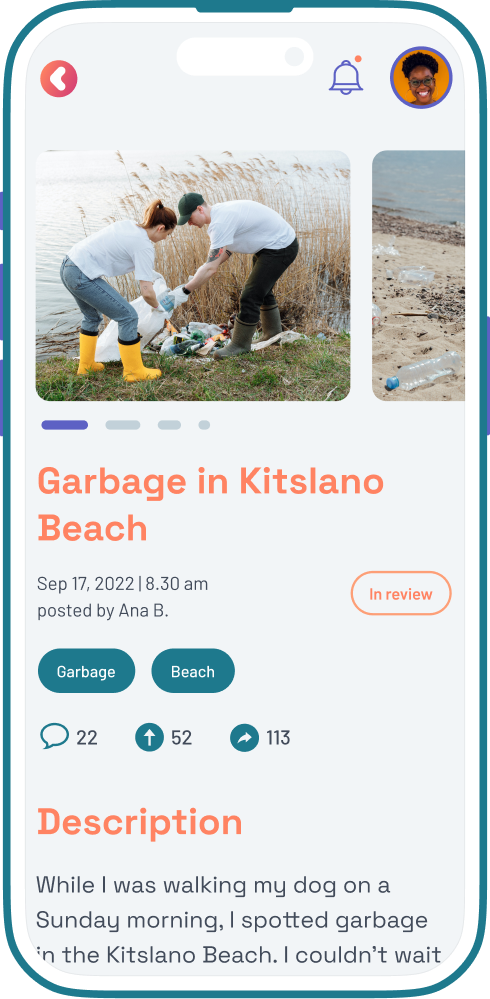 Garbage in Kitslano
Beach
Sep 17, 2022 | 8.30 am
posted by Ana B.
In review
Garbage
Beach
22
52
113
Description
While I was walking my dog on a
Sunday morning, I spotted garbage
in the Kitslano Beach. I couldn't wait